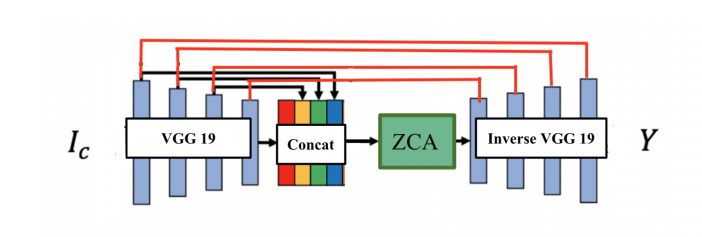 I_c
VGG 19
Concat
ZCA
Inverse VGG 19
Y